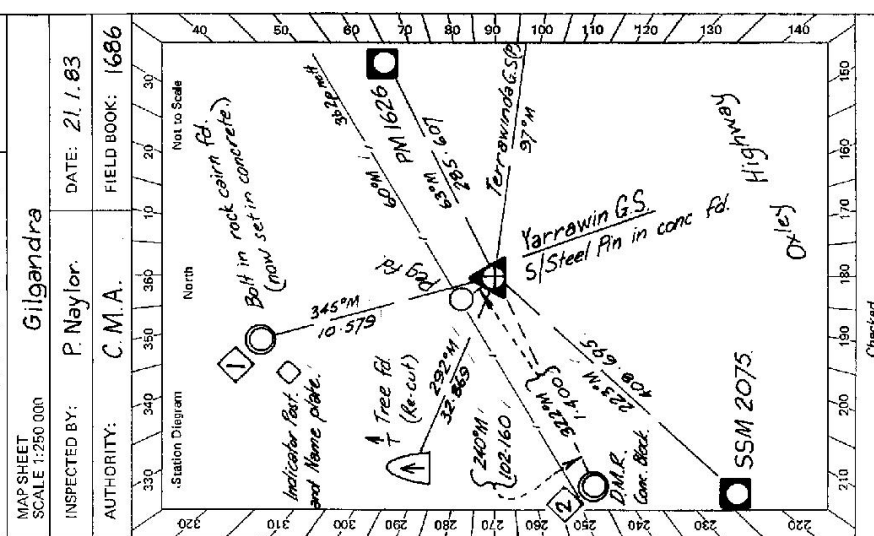 MAP SHEET
SCALE 1:250 000
Gilgandra
INSPECTED BY:
P. Naylor.
DATE: 21.1.83
AUTHORITY:
C.M.A.
FIELD BOOK: 1686
330
340
350
360
10
20
30
Station Diagram
North
Not to Scale
40
50
60
70
80
90
100
110
120
130
140
320
310
300
290
280
270
260
250
240
230
220
210
200
190
180
170
160
150
1
Indicator Post.
and Name plate.
Bolt in rock cairn fd.
(now set in concrete.)
345°M
10.579
Tree fd.
(Re-cut)
292°M
32.869
Peg fd.
60°M
PM 1626
63°M
285.607
Terrawinda G.S.(P)
97°M
Yarrawin G.S.
S/Steel Pin in conc fd.
240°M
102.160
322°M
1.400
2
D.M.R.
Conc. Block.
223°M
695
SSM 2075.
Oxley
Highway
Checked